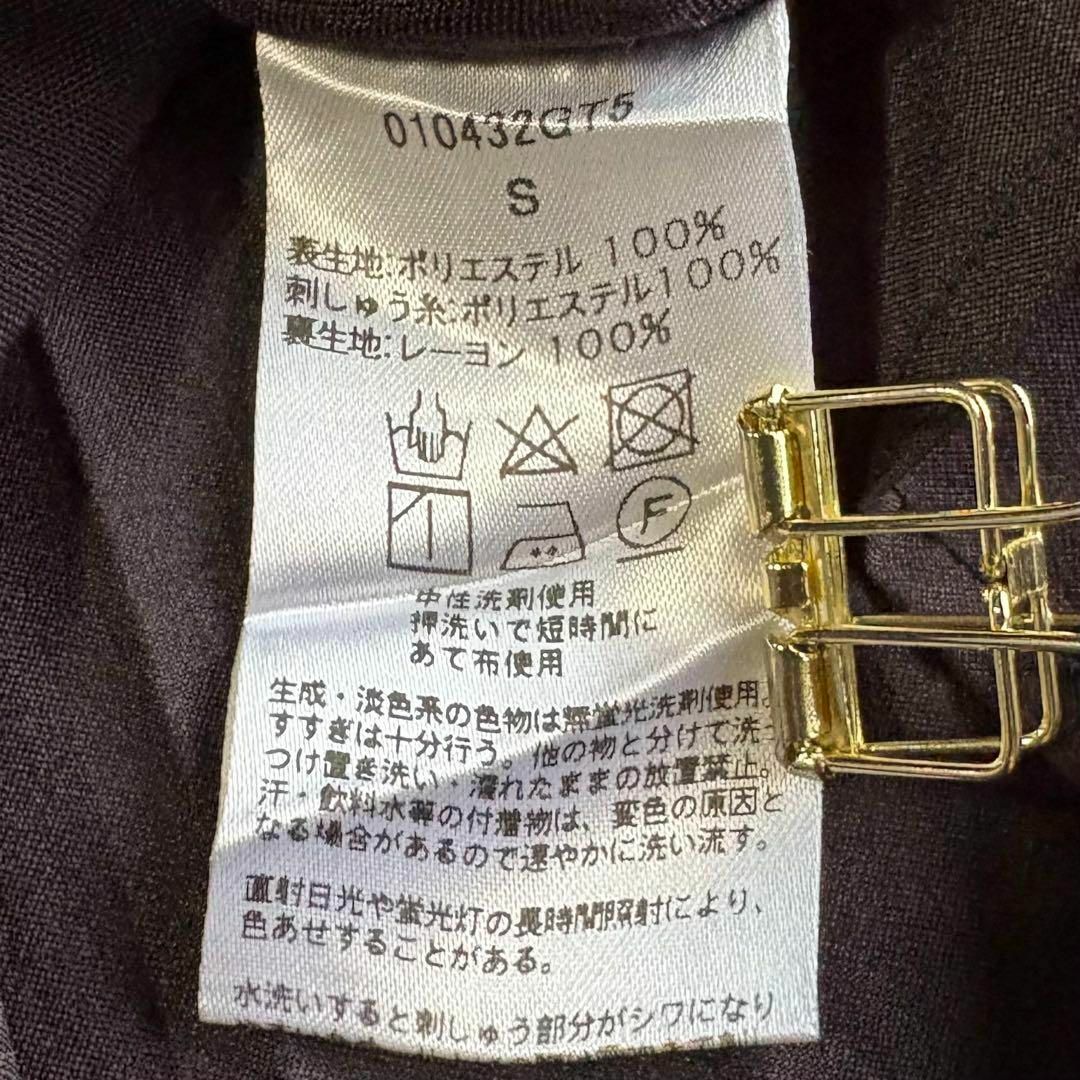 010432GT5
S
表生地:ポリエステル 100%
刺しゅう糸:ポリエステル100%
裏生地:レーヨン 100%
F
中性洗剤使用
押洗いで短時間に
あて布使用
生成・淡色系の色物は無蛍光洗剤使用。
すすぎは十分行う。他の物と分けて洗
つけ置き洗い・濡れたままの放置禁止。
汗・飲料水等の付着物は、変色の原因と
なる場合があるので速やかに洗い流す。
直射日光や蛍光灯の長時間照射により、
色あせすることがある。
水洗いすると刺しゅう部分がシワになり